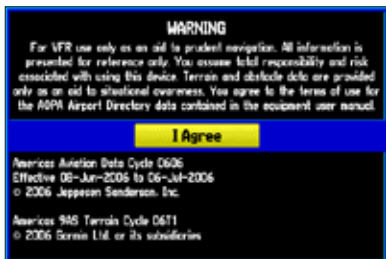 WARNING
For VFR use only as an aid to prudent navigation. All information is
presented for reference only. You assume total responsibility and risk
associated with using this device. Terrain and obstacle data are provided
only as an aid to situational awareness. You agree to the terms of use for
the AOPA Airport Directory data contained in the equipment user manual.
I Agree
Americas Aviation Data Cycle 0606
Effective 08-Jun-2006 to 06-Jul-2006
© 2006 Jeppesen Sanderson, Inc.
Americas 9AS Terrain Cycle 06T1
© 2006 Garmin Ltd. or its subsidiaries